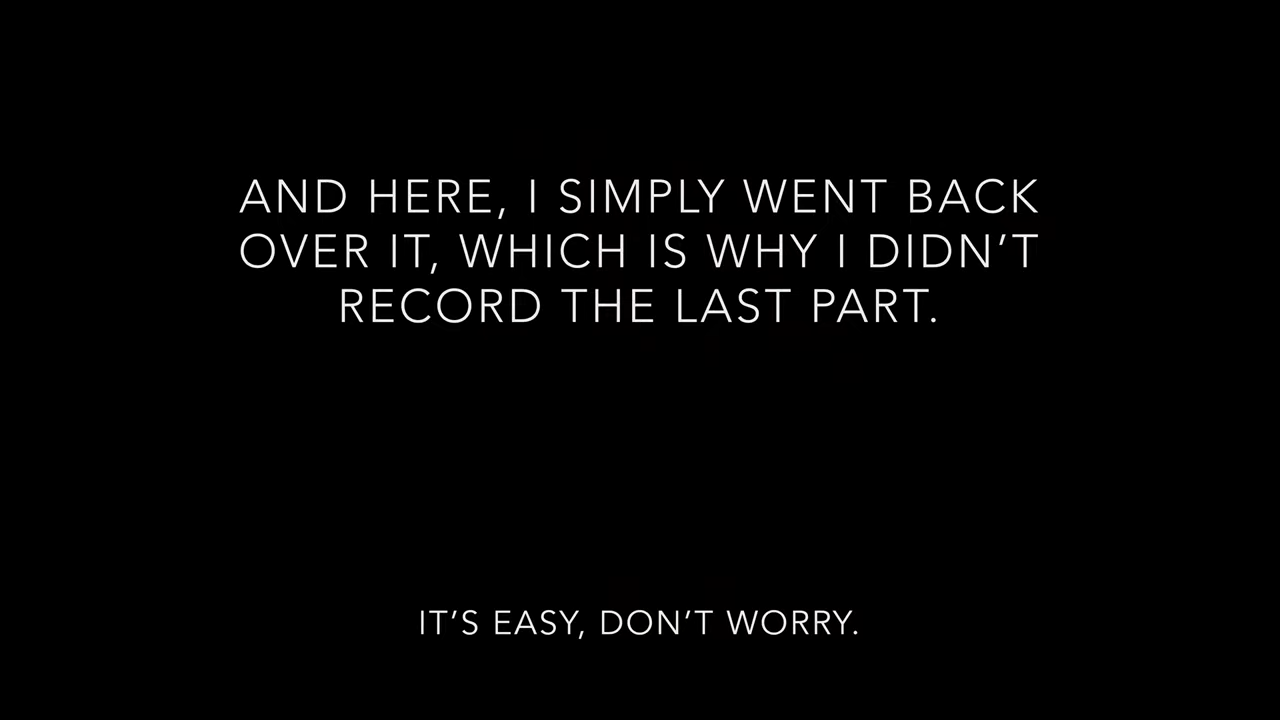 AND HERE, I SIMPLY WENT BACK
OVER IT, WHICH IS WHY I DIDN’T
RECORD THE LAST PART.
IT’S EASY, DON’T WORRY.